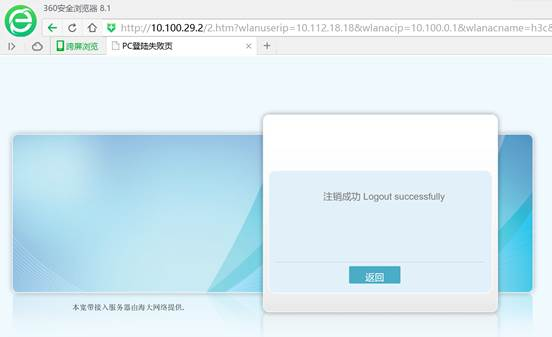 360安全浏览器 8.1
http://10.100.29.2/2.htm?wlanuserip=10.112.18.18&wlanacip=10.100.0.1&wlanacname=h3c&
跨屏浏览
PC登陆失败页
注销成功 Logout successfully
返回
本宽带接入服务器由海大网络提供。